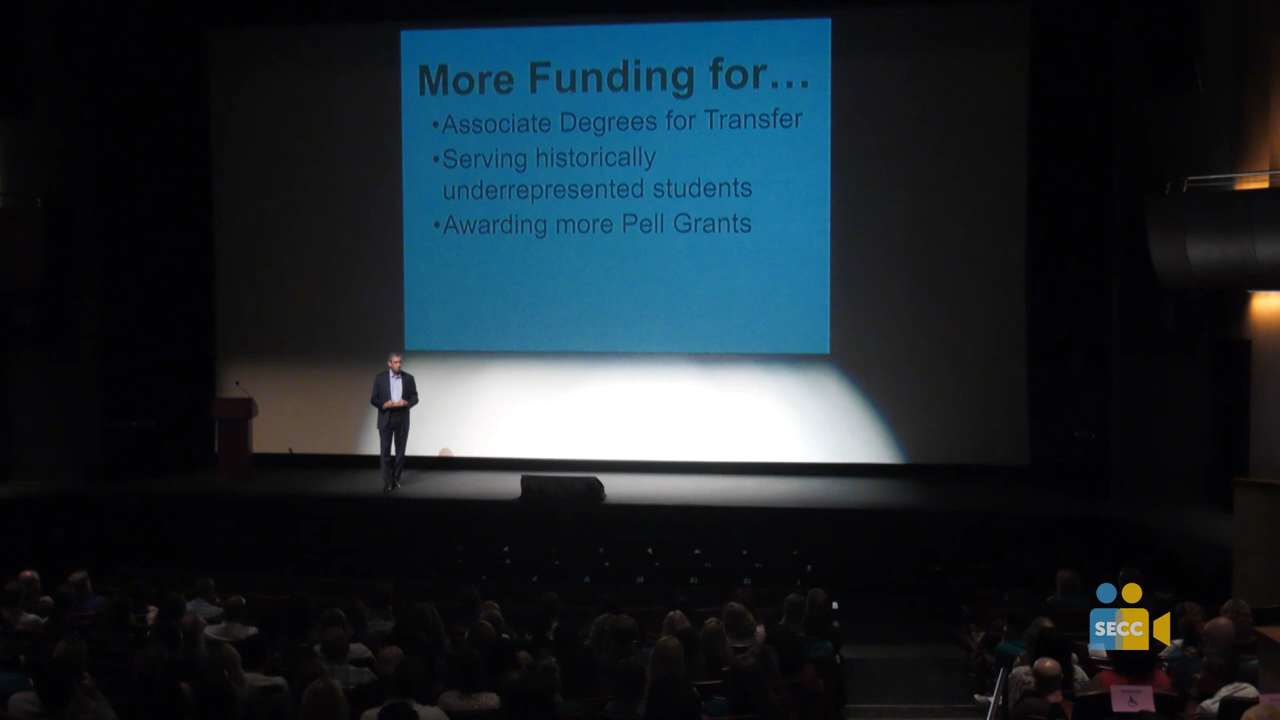 More Funding for...
•Associate Degrees for Transfer
•Serving historically
underrepresented students
•Awarding more Pell Grants
SECC